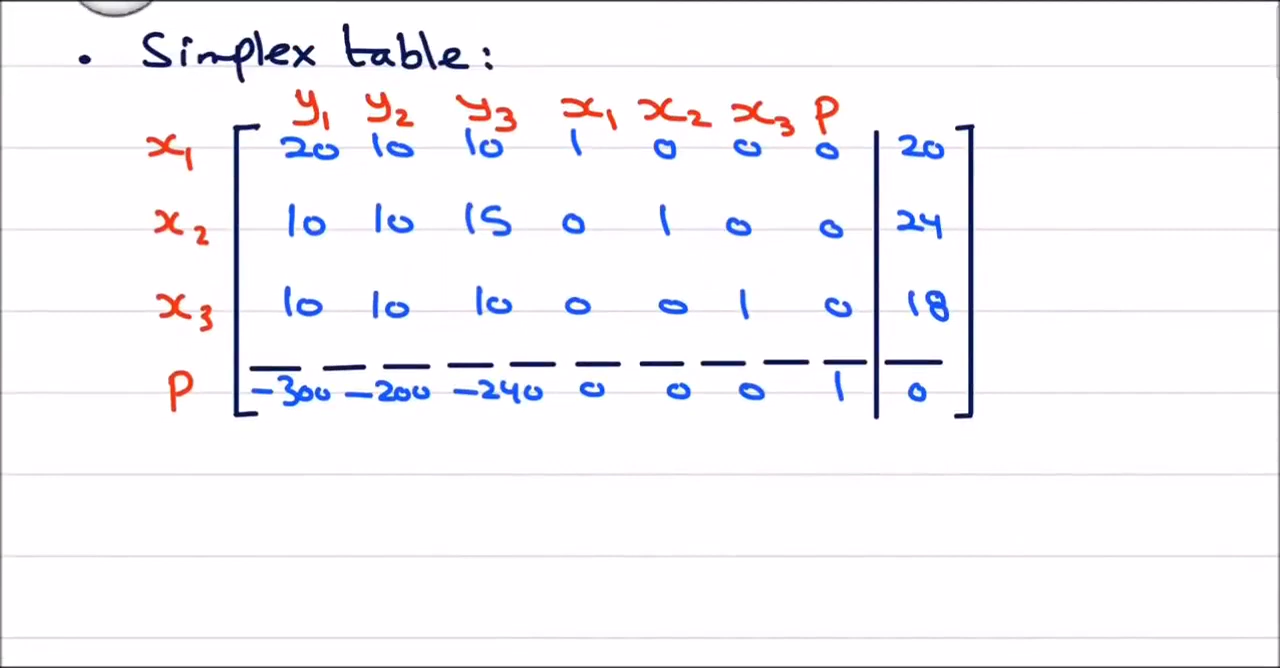 • Simplex table:
y₁ y₂ y₃ x₁ x₂ x₃ P
x₁ 20 10 10 1 0 0 0 20
x₂ 10 10 15 0 1 0 0 24
x₃ 10 10 10 0 0 1 0 18
P -300 -200 -240 0 0 0 1 0